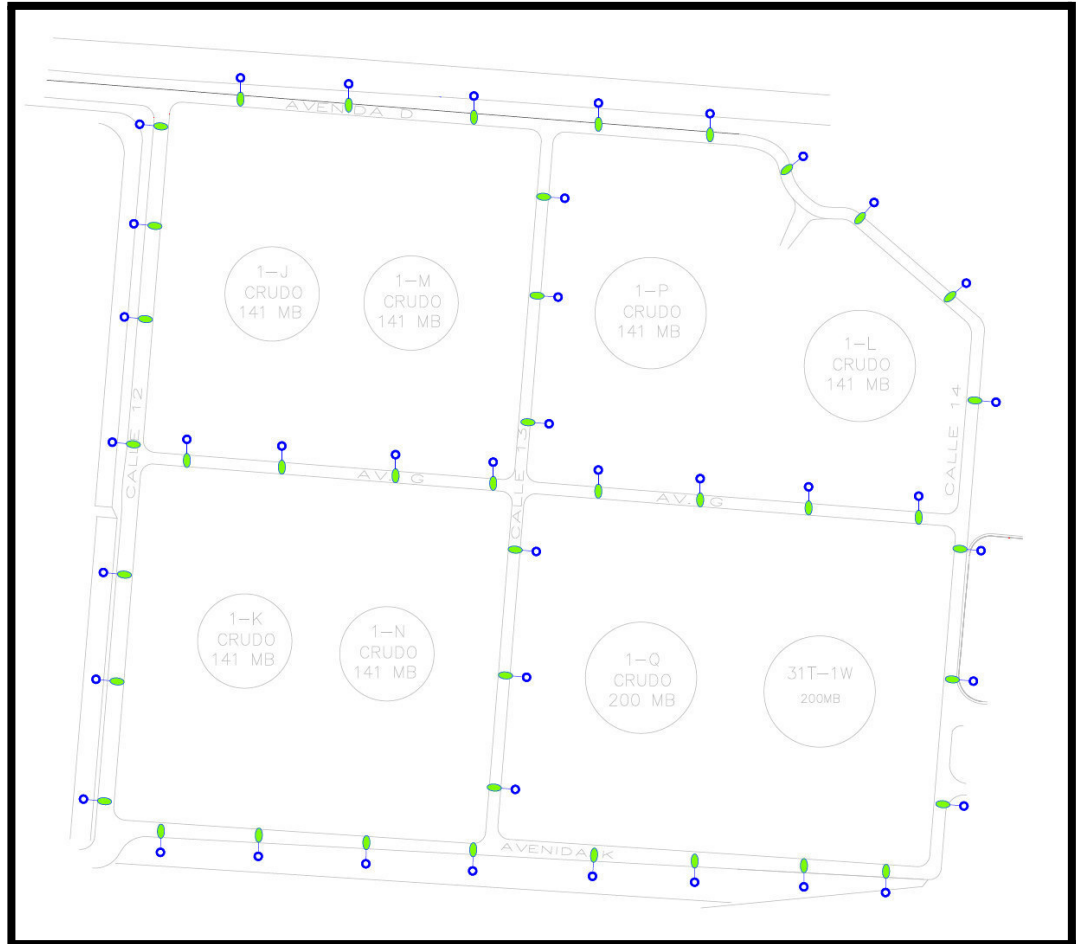 AVENIDA D
1-J
CRUDO
141 MB
1-M
CRUDO
141 MB
1-P
CRUDO
141 MB
1-L
CRUDO
141 MB
CALLE 12
CALLE 13
CALLE 14
AV. G
AV. G
1-K
CRUDO
141 MB
1-N
CRUDO
141 MB
1-Q
CRUDO
200 MB
31T-1W
200MB
AVENIDA K